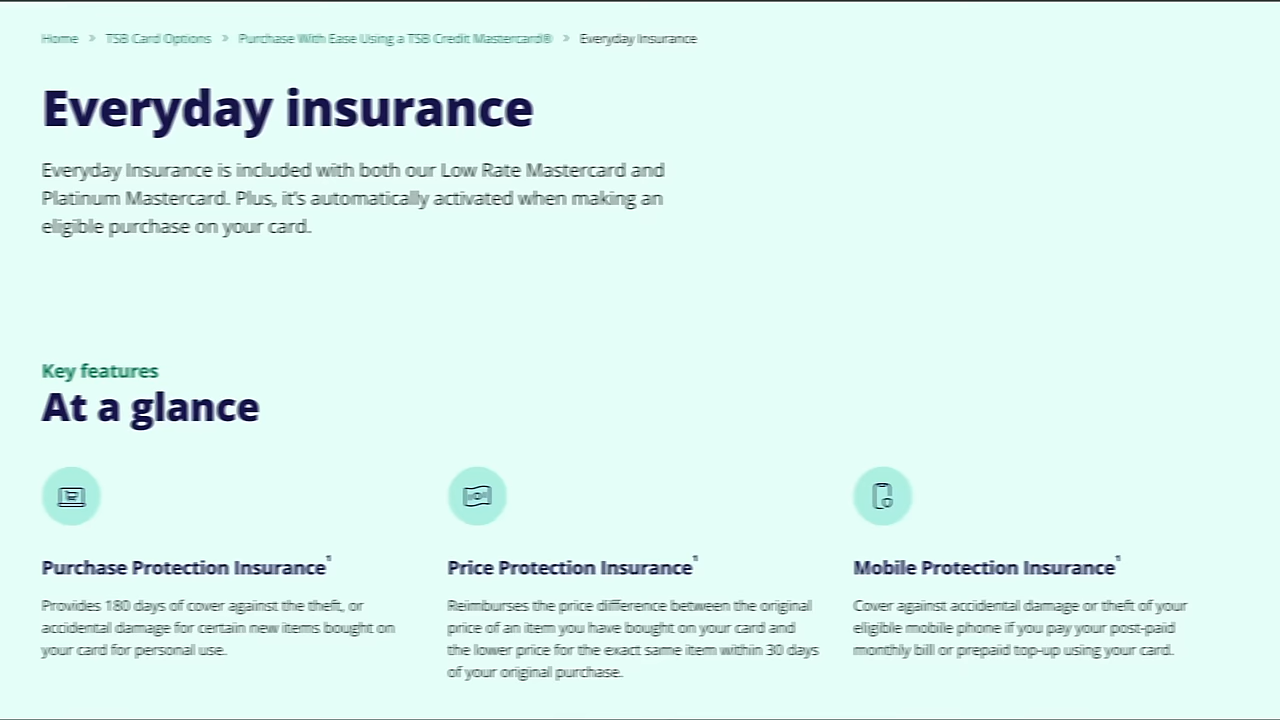 Home > TSB Card Options > Purchase With Ease Using a TSB Credit Mastercard® > Everyday Insurance
Everyday insurance
Everyday Insurance is included with both our Low Rate Mastercard and
Platinum Mastercard. Plus, it's automatically activated when making an
eligible purchase on your card.
Key features
At a glance
Purchase Protection Insurance¹
Provides 180 days of cover against the theft, or
accidental damage for certain new items bought on
your card for personal use.
Price Protection Insurance¹
Reimburses the price difference between the original
price of an item you have bought on your card and
the lower price for the exact same item within 30 days
of your original purchase.
Mobile Protection Insurance¹
Cover against accidental damage or theft of your
eligible mobile phone if you pay your post-paid
monthly bill or prepaid top-up using your card.